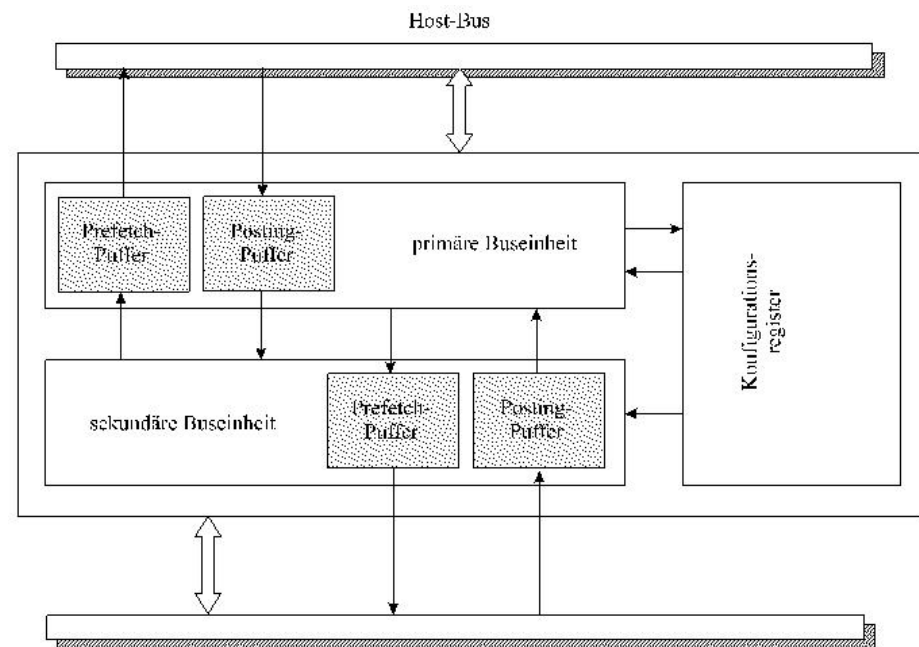 Host-Bus
Prefetch-
Puffer
Posting-
Puffer
primäre Buseinheit
Konfigurations-
register
sekundäre Buseinheit
Prefetch-
Puffer
Posting-
Puffer